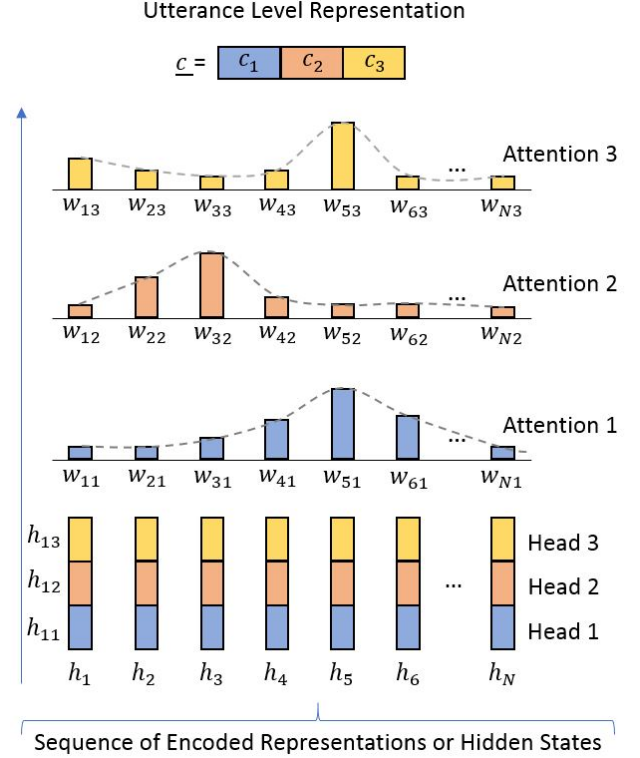 Utterance Level Representation
c = c1 c2 c3
Attention 3
...
w13 w23 w33 w43 w53 w63 wN3
Attention 2
...
w12 w22 w32 w42 w52 w62 wN2
Attention 1
...
w11 w21 w31 w41 w51 w61 wN1
h13 Head 3
h12 ... Head 2
h11 Head 1
h1 h2 h3 h4 h5 h6 hN
Sequence of Encoded Representations or Hidden States